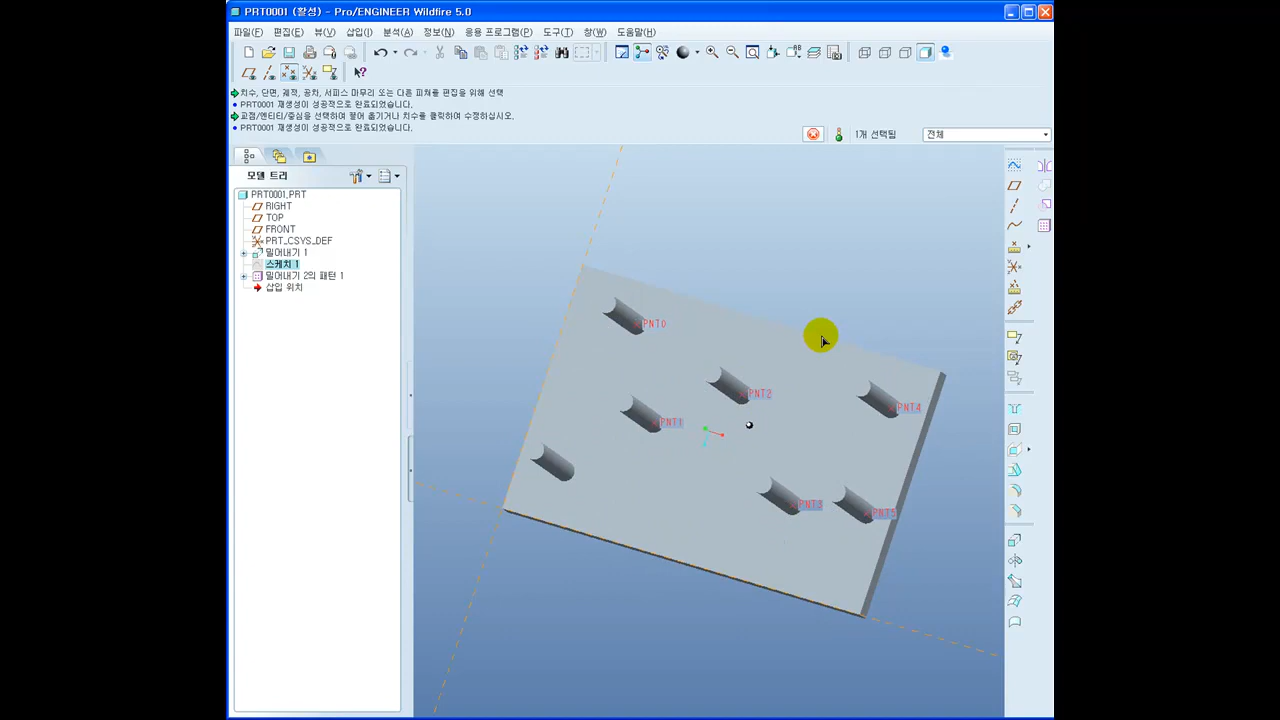 PRT0001 (활성) - Pro/ENGINEER Wildfire 5.0
파일(F) 편집(E) 뷰(V) 삽입(I) 분석(A) 정보(N) 응용 프로그램(P) 도구(T) 창(W) 도움말(H)
치수, 단면, 궤적, 공차, 서피스 마무리 또는 다른 피쳐를 편집을 위해 선택
PRT0001 재생성이 성공적으로 완료되었습니다.
교점/엔티티/중심을 선택하여 끌어 옮기거나 치수를 클릭하여 수정하십시오.
PRT0001 재생성이 성공적으로 완료되었습니다.
1개 선택됨
전체
모델 트리
PRT0001.PRT
RIGHT
TOP
FRONT
PRT_CSYS_DEF
밀어내기 1
스케치 1
밀어내기 2의 패턴 1
삽입 위치
PNT0
PNT2
PNT4
PNT1
PNT3
PNT5